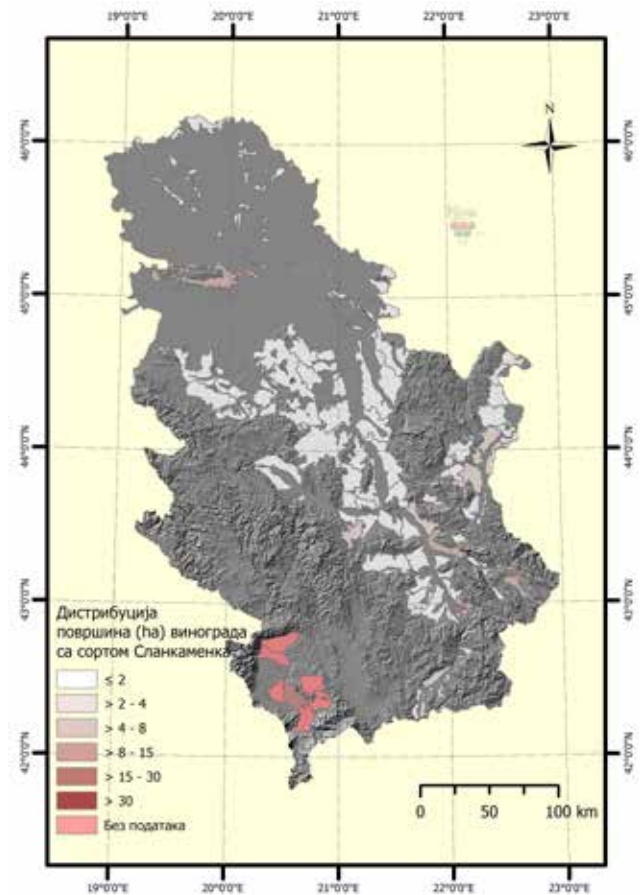 19°0'0"E 20°0'0"E 21°0'0"E 22°0'0"E 23°0'0"E
N
46°0'0"N 46°0'0"N
45°0'0"N 45°0'0"N
44°0'0"N 44°0'0"N
43°0'0"N 43°0'0"N
42°0'0"N 42°0'0"N
Дистрибуција
површина (ha) винограда
са сортом Сланкаменка
≤ 2
> 2 - 4
> 4 - 8
> 8 - 15
> 15 - 30
> 30
Без података
0 50 100 km
19°0'0"E 20°0'0"E 21°0'0"E 22°0'0"E 23°0'0"E